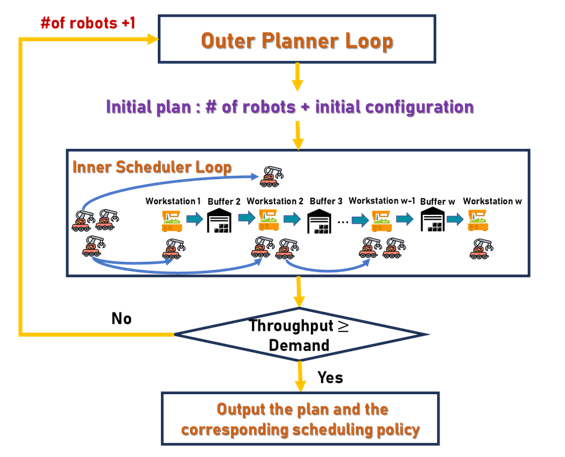 #of robots +1
Outer Planner Loop
Initial plan : # of robots + initial configuration
Inner Scheduler Loop
Workstation 1
Buffer 2
Workstation 2
Buffer 3
...
Workstation w-1
Buffer w
Workstation w
No
Throughput ≥
Demand
Yes
Output the plan and the
corresponding scheduling policy